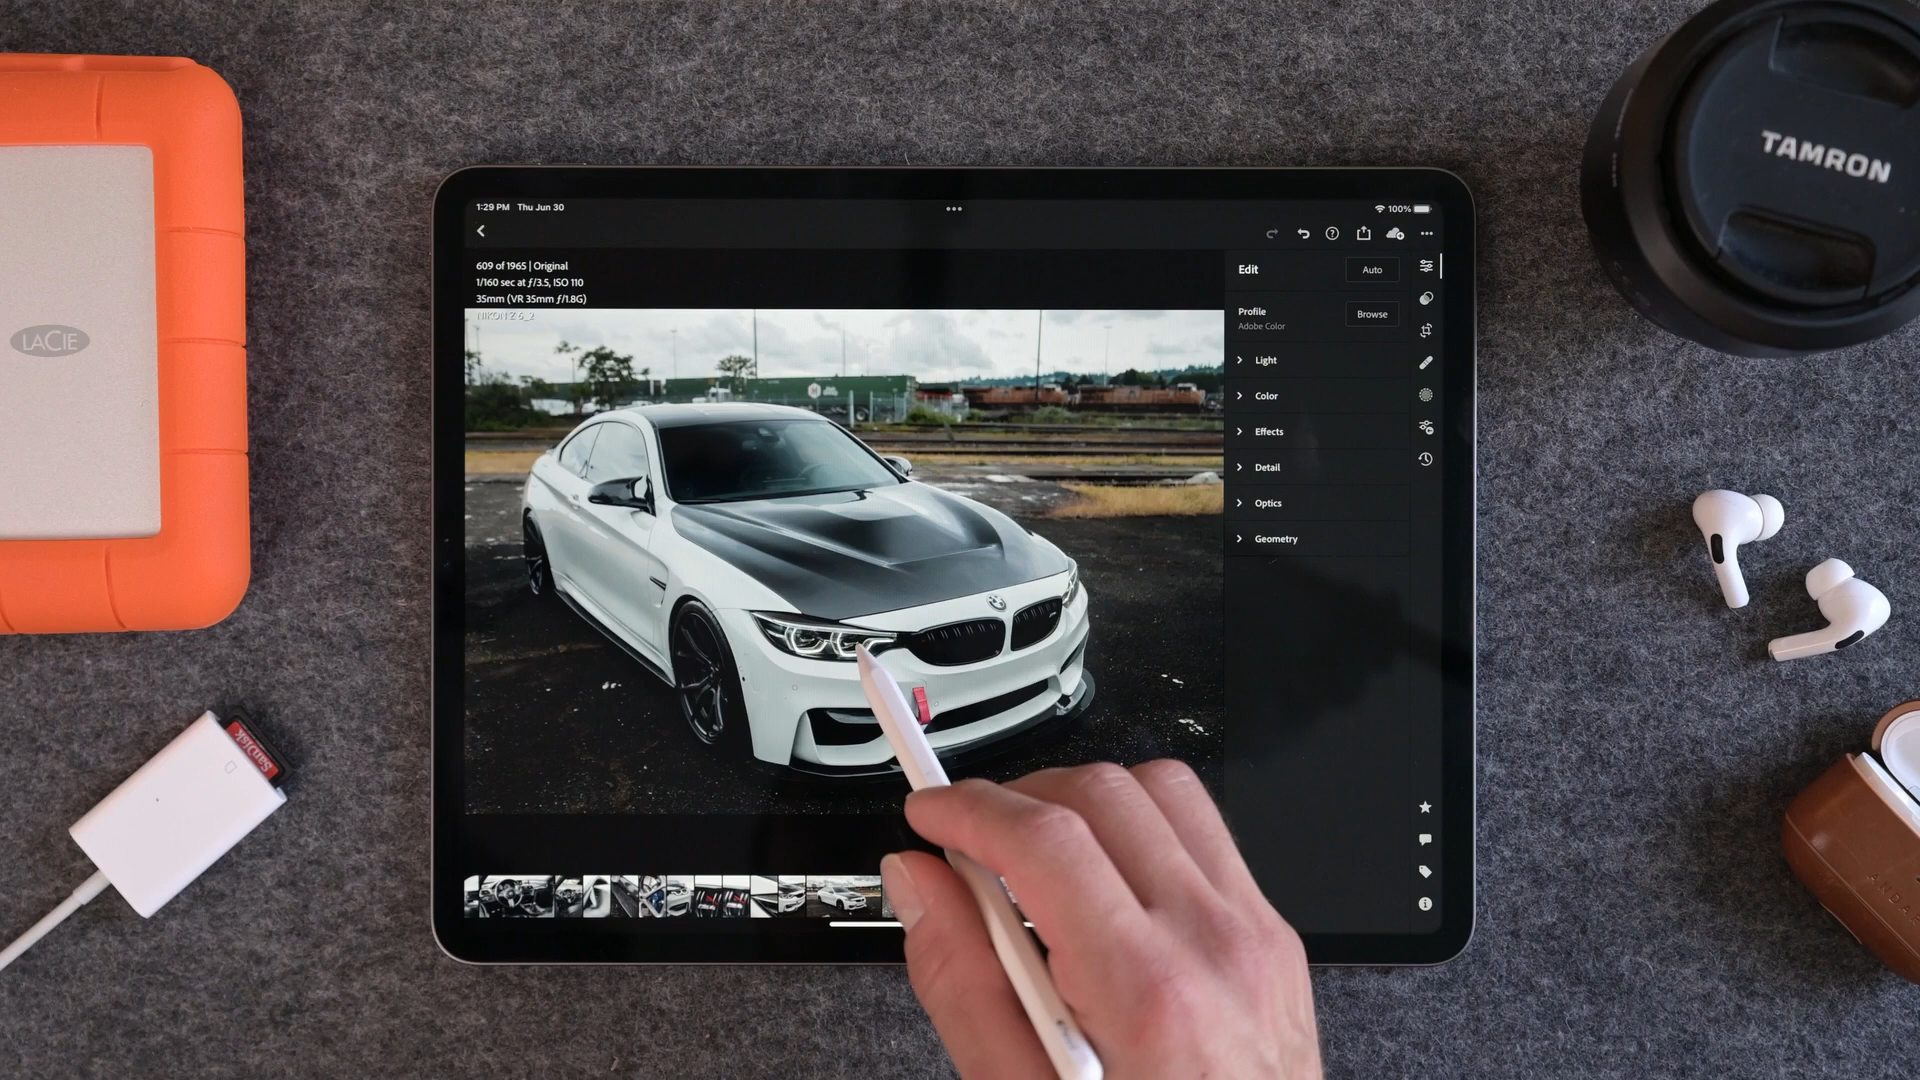 LACIE
SanDisk
1:29 PM Thu Jun 30
100%
609 of 1965 | Original
1/160 sec at ƒ/3.5, ISO 110
35mm (VR 35mm ƒ/1.8G)
NIKON Z 6_2
Edit
Auto
Profile
Adobe Color
Browse
Light
Color
Effects
Detail
Optics
Geometry
TAMRON